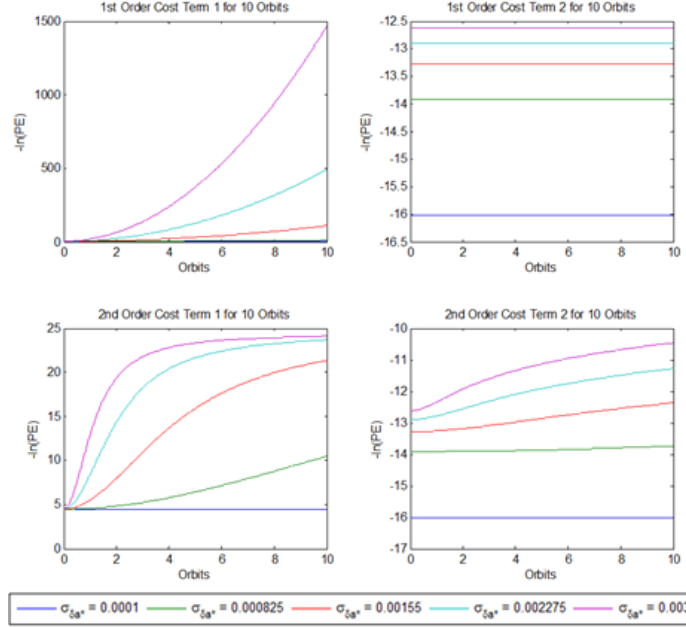 1st Order Cost Term 1 for 10 Orbits
1500
1000
500
0
-ln(PE)
0 2 4 6 8 10
Orbits
1st Order Cost Term 2 for 10 Orbits
-12.5
-13
-13.5
-14
-14.5
-15
-15.5
-16
-16.5
-ln(PE)
0 2 4 6 8 10
Orbits
2nd Order Cost Term 1 for 10 Orbits
25
20
15
10
5
0
-ln(PE)
0 2 4 6 8 10
Orbits
2nd Order Cost Term 2 for 10 Orbits
-10
-11
-12
-13
-14
-15
-16
-17
-ln(PE)
0 2 4 6 8 10
Orbits
σδa* = 0.0001 σδa* = 0.000825 σδa* = 0.00155 σδa* = 0.002275 σδa* = 0.003